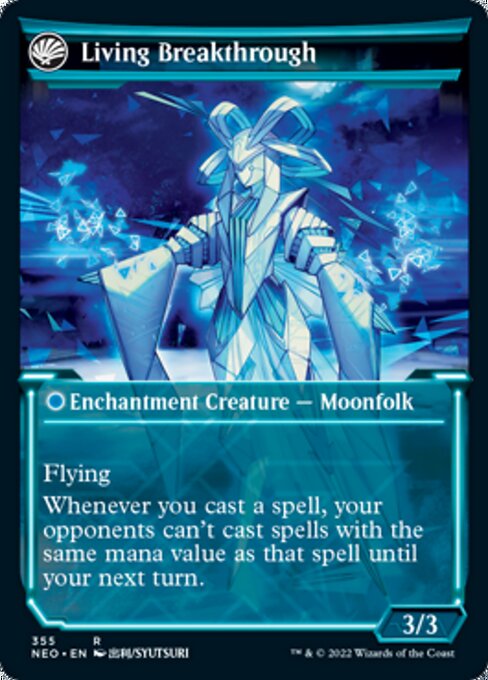 Living Breakthrough
Enchantment Creature — Moonfolk
Flying
Whenever you cast a spell, your
opponents can't cast spells with the
same mana value as that spell until
your next turn.
3/3
355 R
NEO • EN SYUTSURI
™ & © 2022 Wizards of the Coast